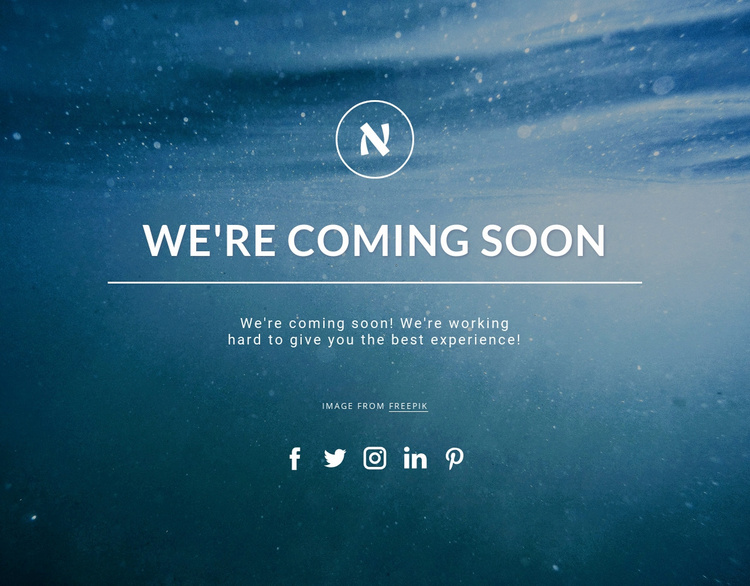 א
WE'RE COMING SOON
We're coming soon! We're working
hard to give you the best experience!
IMAGE FROM FREEPIK